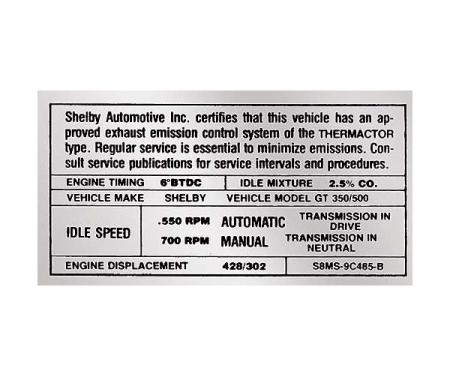 Shelby Automotive Inc. certifies that this vehicle has an ap-
proved exhaust emission control system of the THERMACTOR
type. Regular service is essential to minimize emissions. Con-
sult service publications for service intervals and procedures.
ENGINE TIMING 6°BTDC IDLE MIXTURE 2.5% CO.
VEHICLE MAKE SHELBY VEHICLE MODEL GT 350/500
IDLE SPEED
.550 RPM AUTOMATIC TRANSMISSION IN DRIVE
700 RPM MANUAL TRANSMISSION IN NEUTRAL
ENGINE DISPLACEMENT 428/302 S8MS-9C485-B